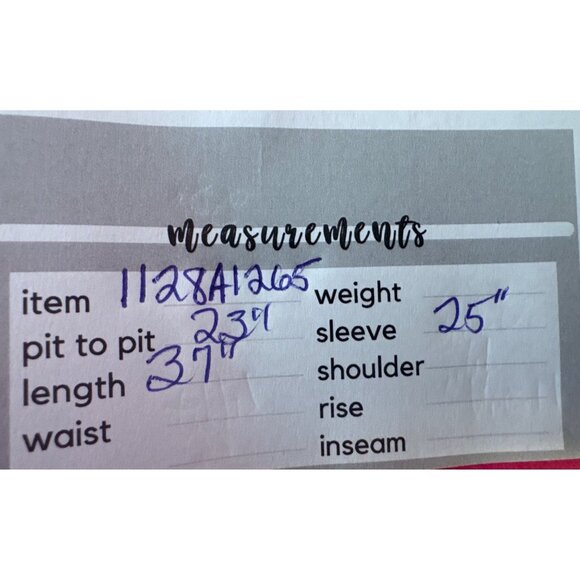 measurements
item 1128A1265
pit to pit 23"
length 37"
waist
weight
sleeve 25"
shoulder
rise
inseam